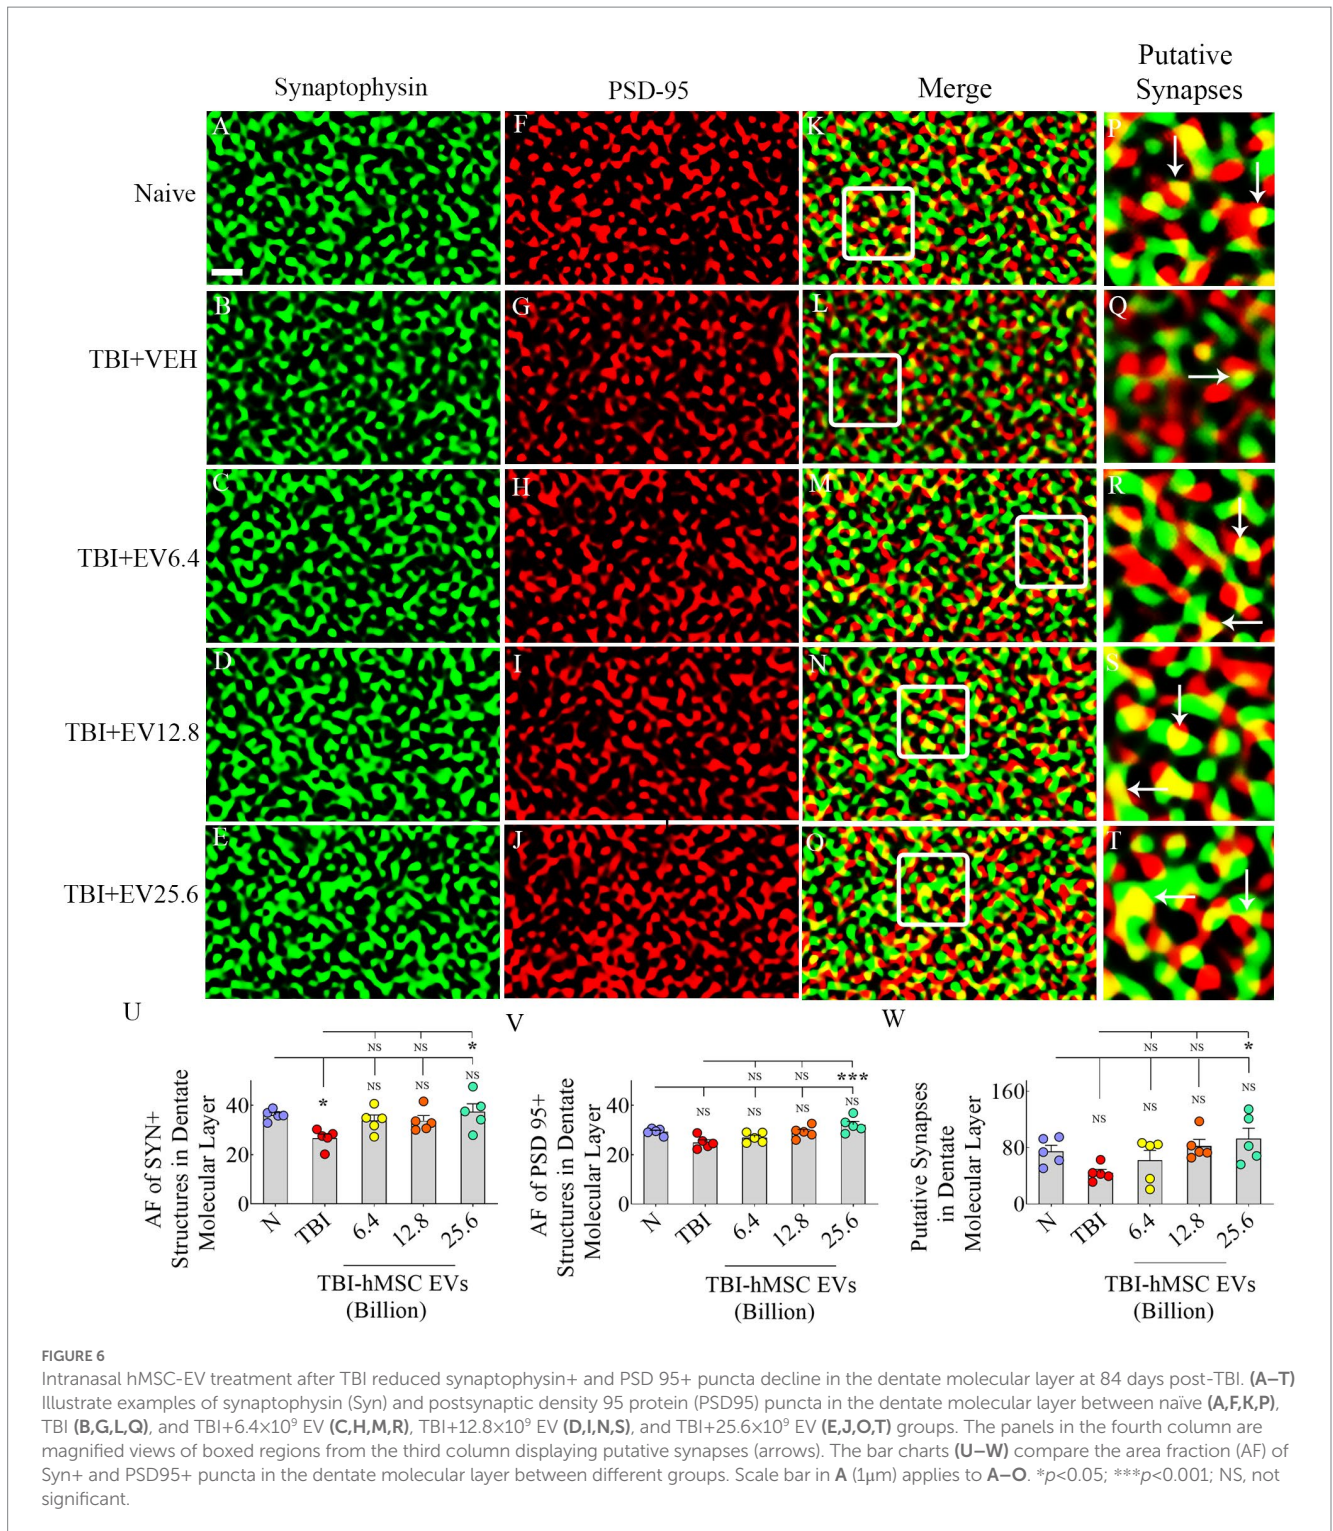 Synaptophysin
PSD-95
Merge
Putative
Synapses
A
F
K
P
Naive
B
G
L
Q
TBI+VEH
C
H
M
R
TBI+EV6.4
D
I
N
S
TBI+EV12.8
E
J
O
T
TBI+EV25.6
U
NS
NS
*
*
NS
NS
NS
AF of SYN+
Structures in Dentate
Molecular Layer
40
20
0
N
TBI
6.4
12.8
25.6
TBI-hMSC EVs
(Billion)
V
NS
NS
***
NS
NS
NS
NS
AF of PSD 95+
Structures in Dentate
Molecular Layer
40
20
0
N
TBI
6.4
12.8
25.6
TBI-hMSC EVs
(Billion)
W
NS
NS
*
NS
NS
NS
NS
Putative Synapses
in Dentate
Molecular Layer
160
80
0
N
TBI
6.4
12.8
25.6
TBI-hMSC EVs
(Billion)
FIGURE 6
Intranasal hMSC-EV treatment after TBI reduced synaptophysin+ and PSD 95+ puncta decline in the dentate molecular layer at 84 days post-TBI. (A–T)
Illustrate examples of synaptophysin (Syn) and postsynaptic density 95 protein (PSD95) puncta in the dentate molecular layer between naïve (A,F,K,P),
TBI (B,G,L,Q), and TBI+6.4×10⁹ EV (C,H,M,R), TBI+12.8×10⁹ EV (D,I,N,S), and TBI+25.6×10⁹ EV (E,J,O,T) groups. The panels in the fourth column are
magnified views of boxed regions from the third column displaying putative synapses (arrows). The bar charts (U–W) compare the area fraction (AF) of
Syn+ and PSD95+ puncta in the dentate molecular layer between different groups. Scale bar in A (1μm) applies to A–O. *p<0.05; ***p<0.001; NS, not
significant.